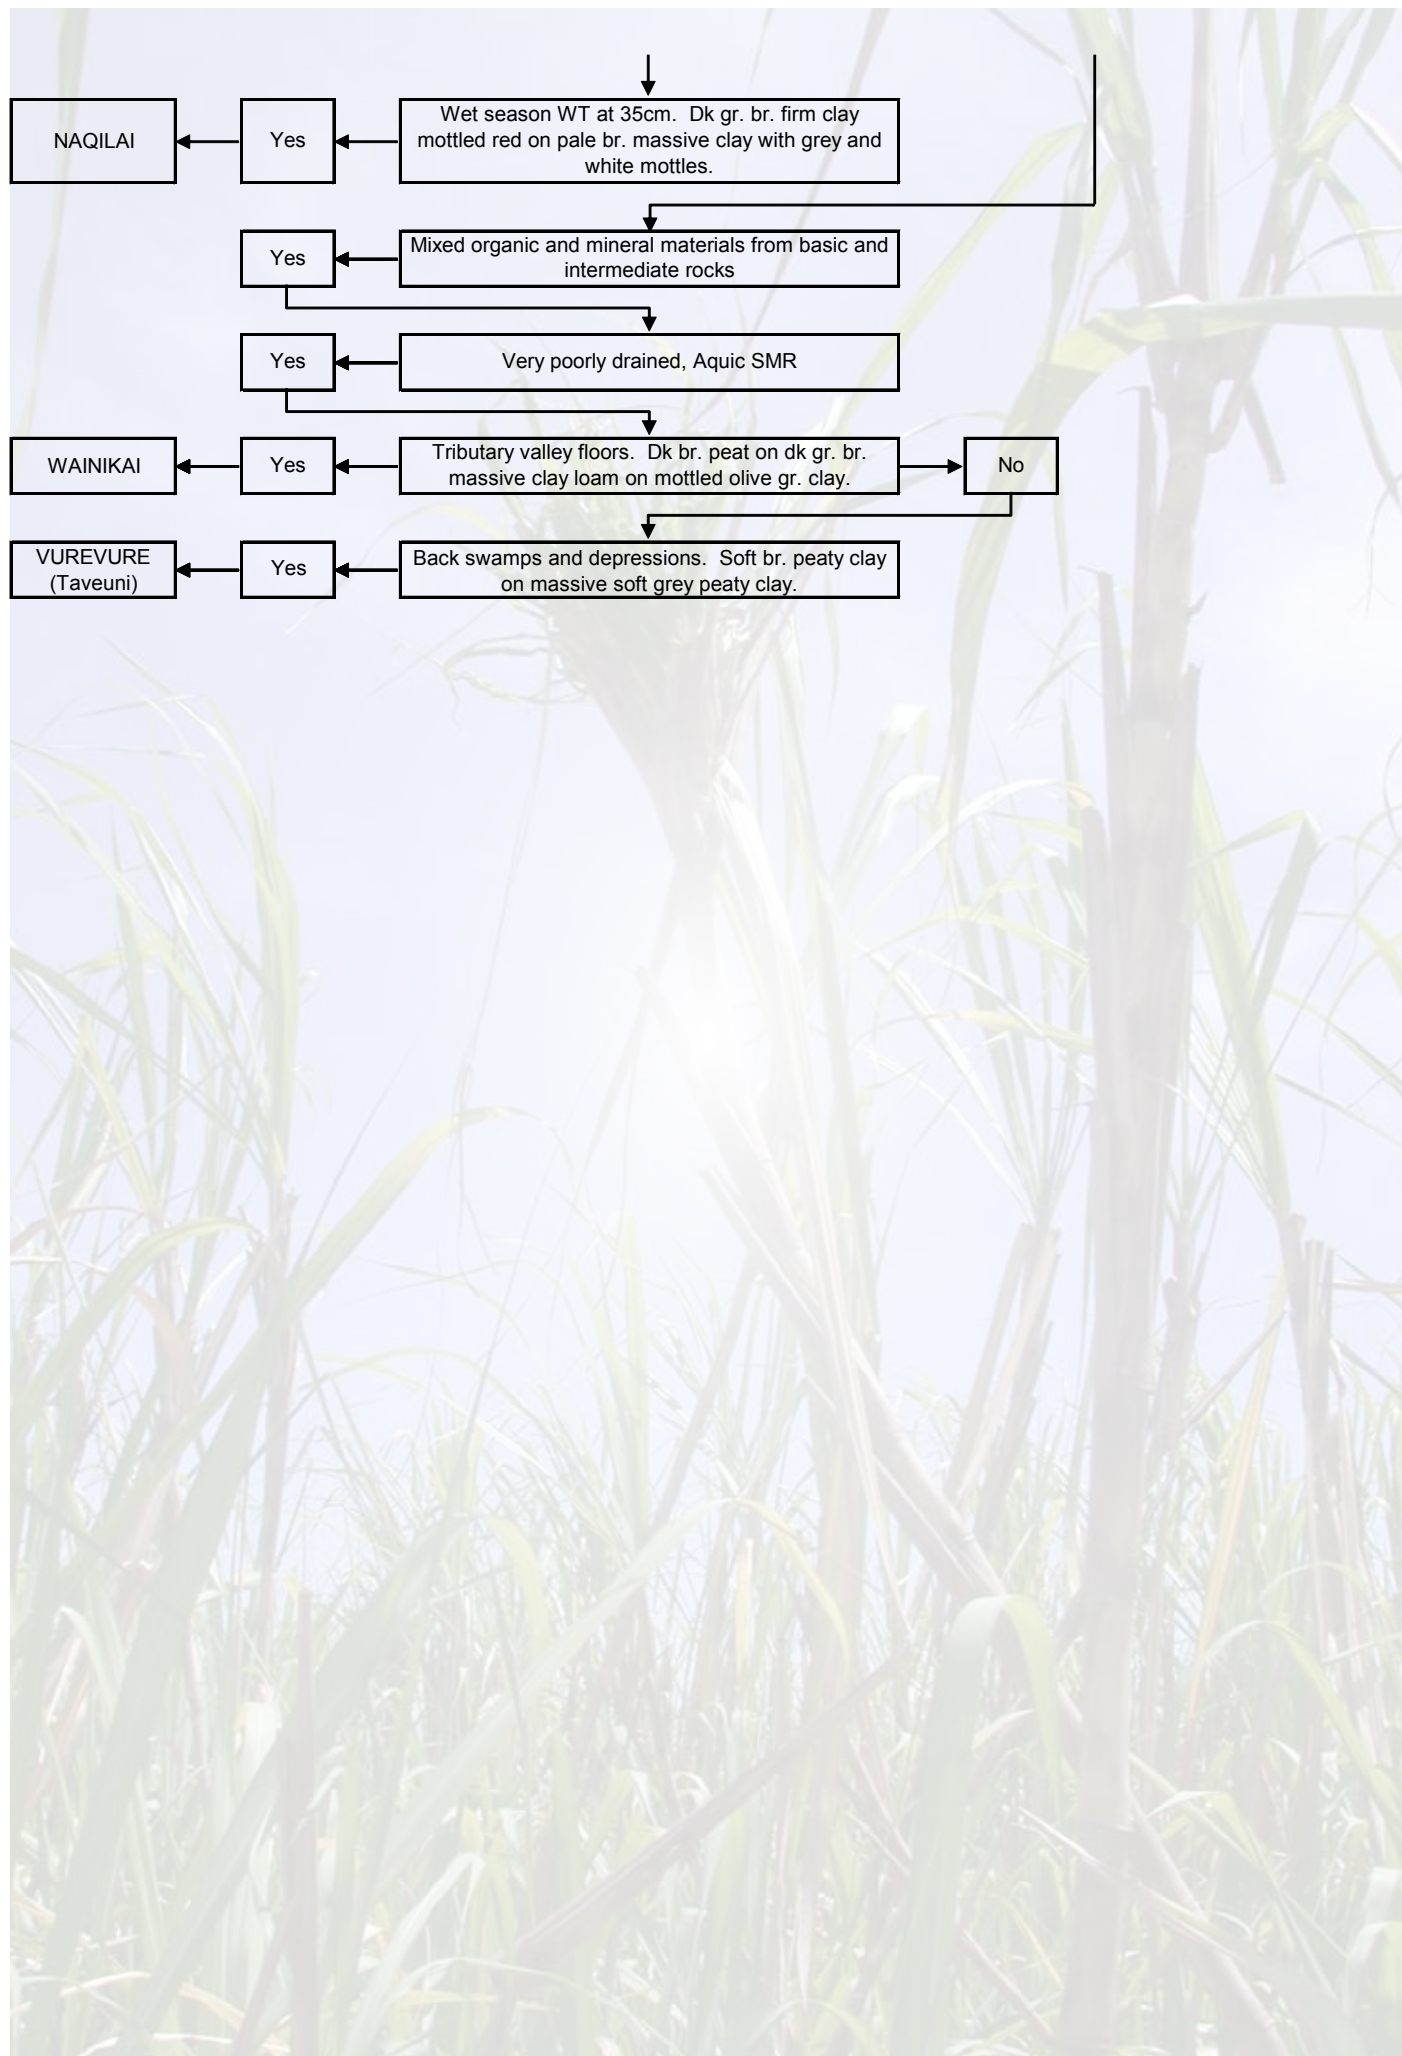 NAQILAI
Yes
Wet season WT at 35cm. Dk gr. br. firm clay
mottled red on pale br. massive clay with grey and
white mottles.
Yes
Mixed organic and mineral materials from basic and
intermediate rocks
Yes
Very poorly drained, Aquic SMR
WAINIKAI
Yes
Tributary valley floors. Dk br. peat on dk gr. br.
massive clay loam on mottled olive gr. clay.
No
VUREVURE
(Taveuni)
Yes
Back swamps and depressions. Soft br. peaty clay
on massive soft grey peaty clay.